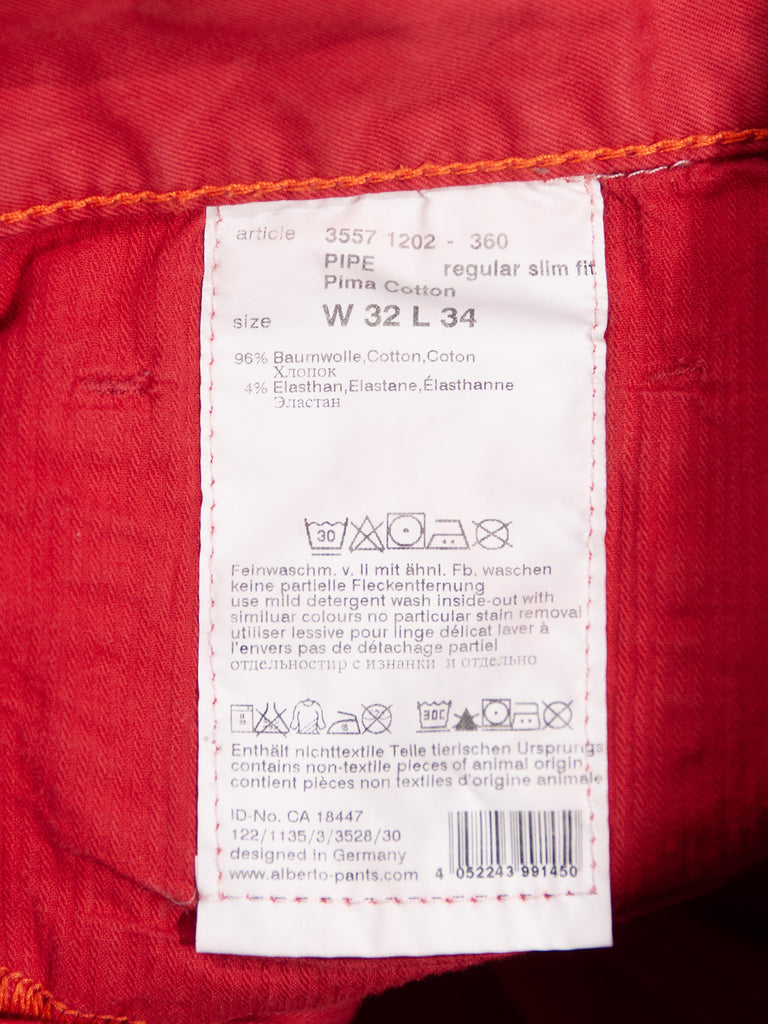 article 3557 1202 - 360
PIPE regular slim fit
Pima Cotton
size W 32 L 34
96% Baumwolle,Cotton,Coton
Хлопок
4% Elasthan,Elastane,Élasthanne
Эластан
30
Feinwaschm. v. li mit ähnl. Fb. waschen
keine partielle Fleckentfernung
use mild detergent wash inside-out with
similuar colours no particular stain removal
utiliser lessive pour linge délicat laver à
l'envers pas de détachage partiel
отдельностир с изнанки и отдельно
30C
Enthält nichttextile Teile tierischen Ursprungs
contains non-textile pieces of animal origin
contient pièces non textiles d'origine animale
ID-No. CA 18447
122/1135/3/3528/30
designed in Germany
www.alberto-pants.com
4 052243 991450